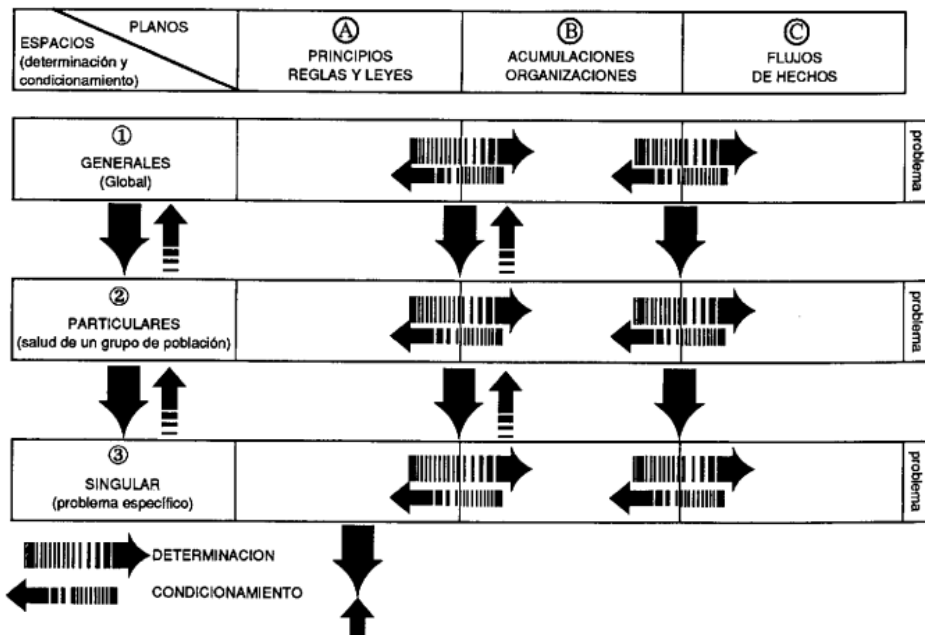 PLANOS
ESPACIOS
(determinación y
condicionamiento)
Ⓐ
PRINCIPIOS
REGLAS Y LEYES
Ⓑ
ACUMULACIONES
ORGANIZACIONES
Ⓒ
FLUJOS
DE HECHOS
①
GENERALES
(Global)
problema
②
PARTICULARES
(salud de un grupo de población)
problema
③
SINGULAR
(problema específico)
problema
DETERMINACION
CONDICIONAMIENTO